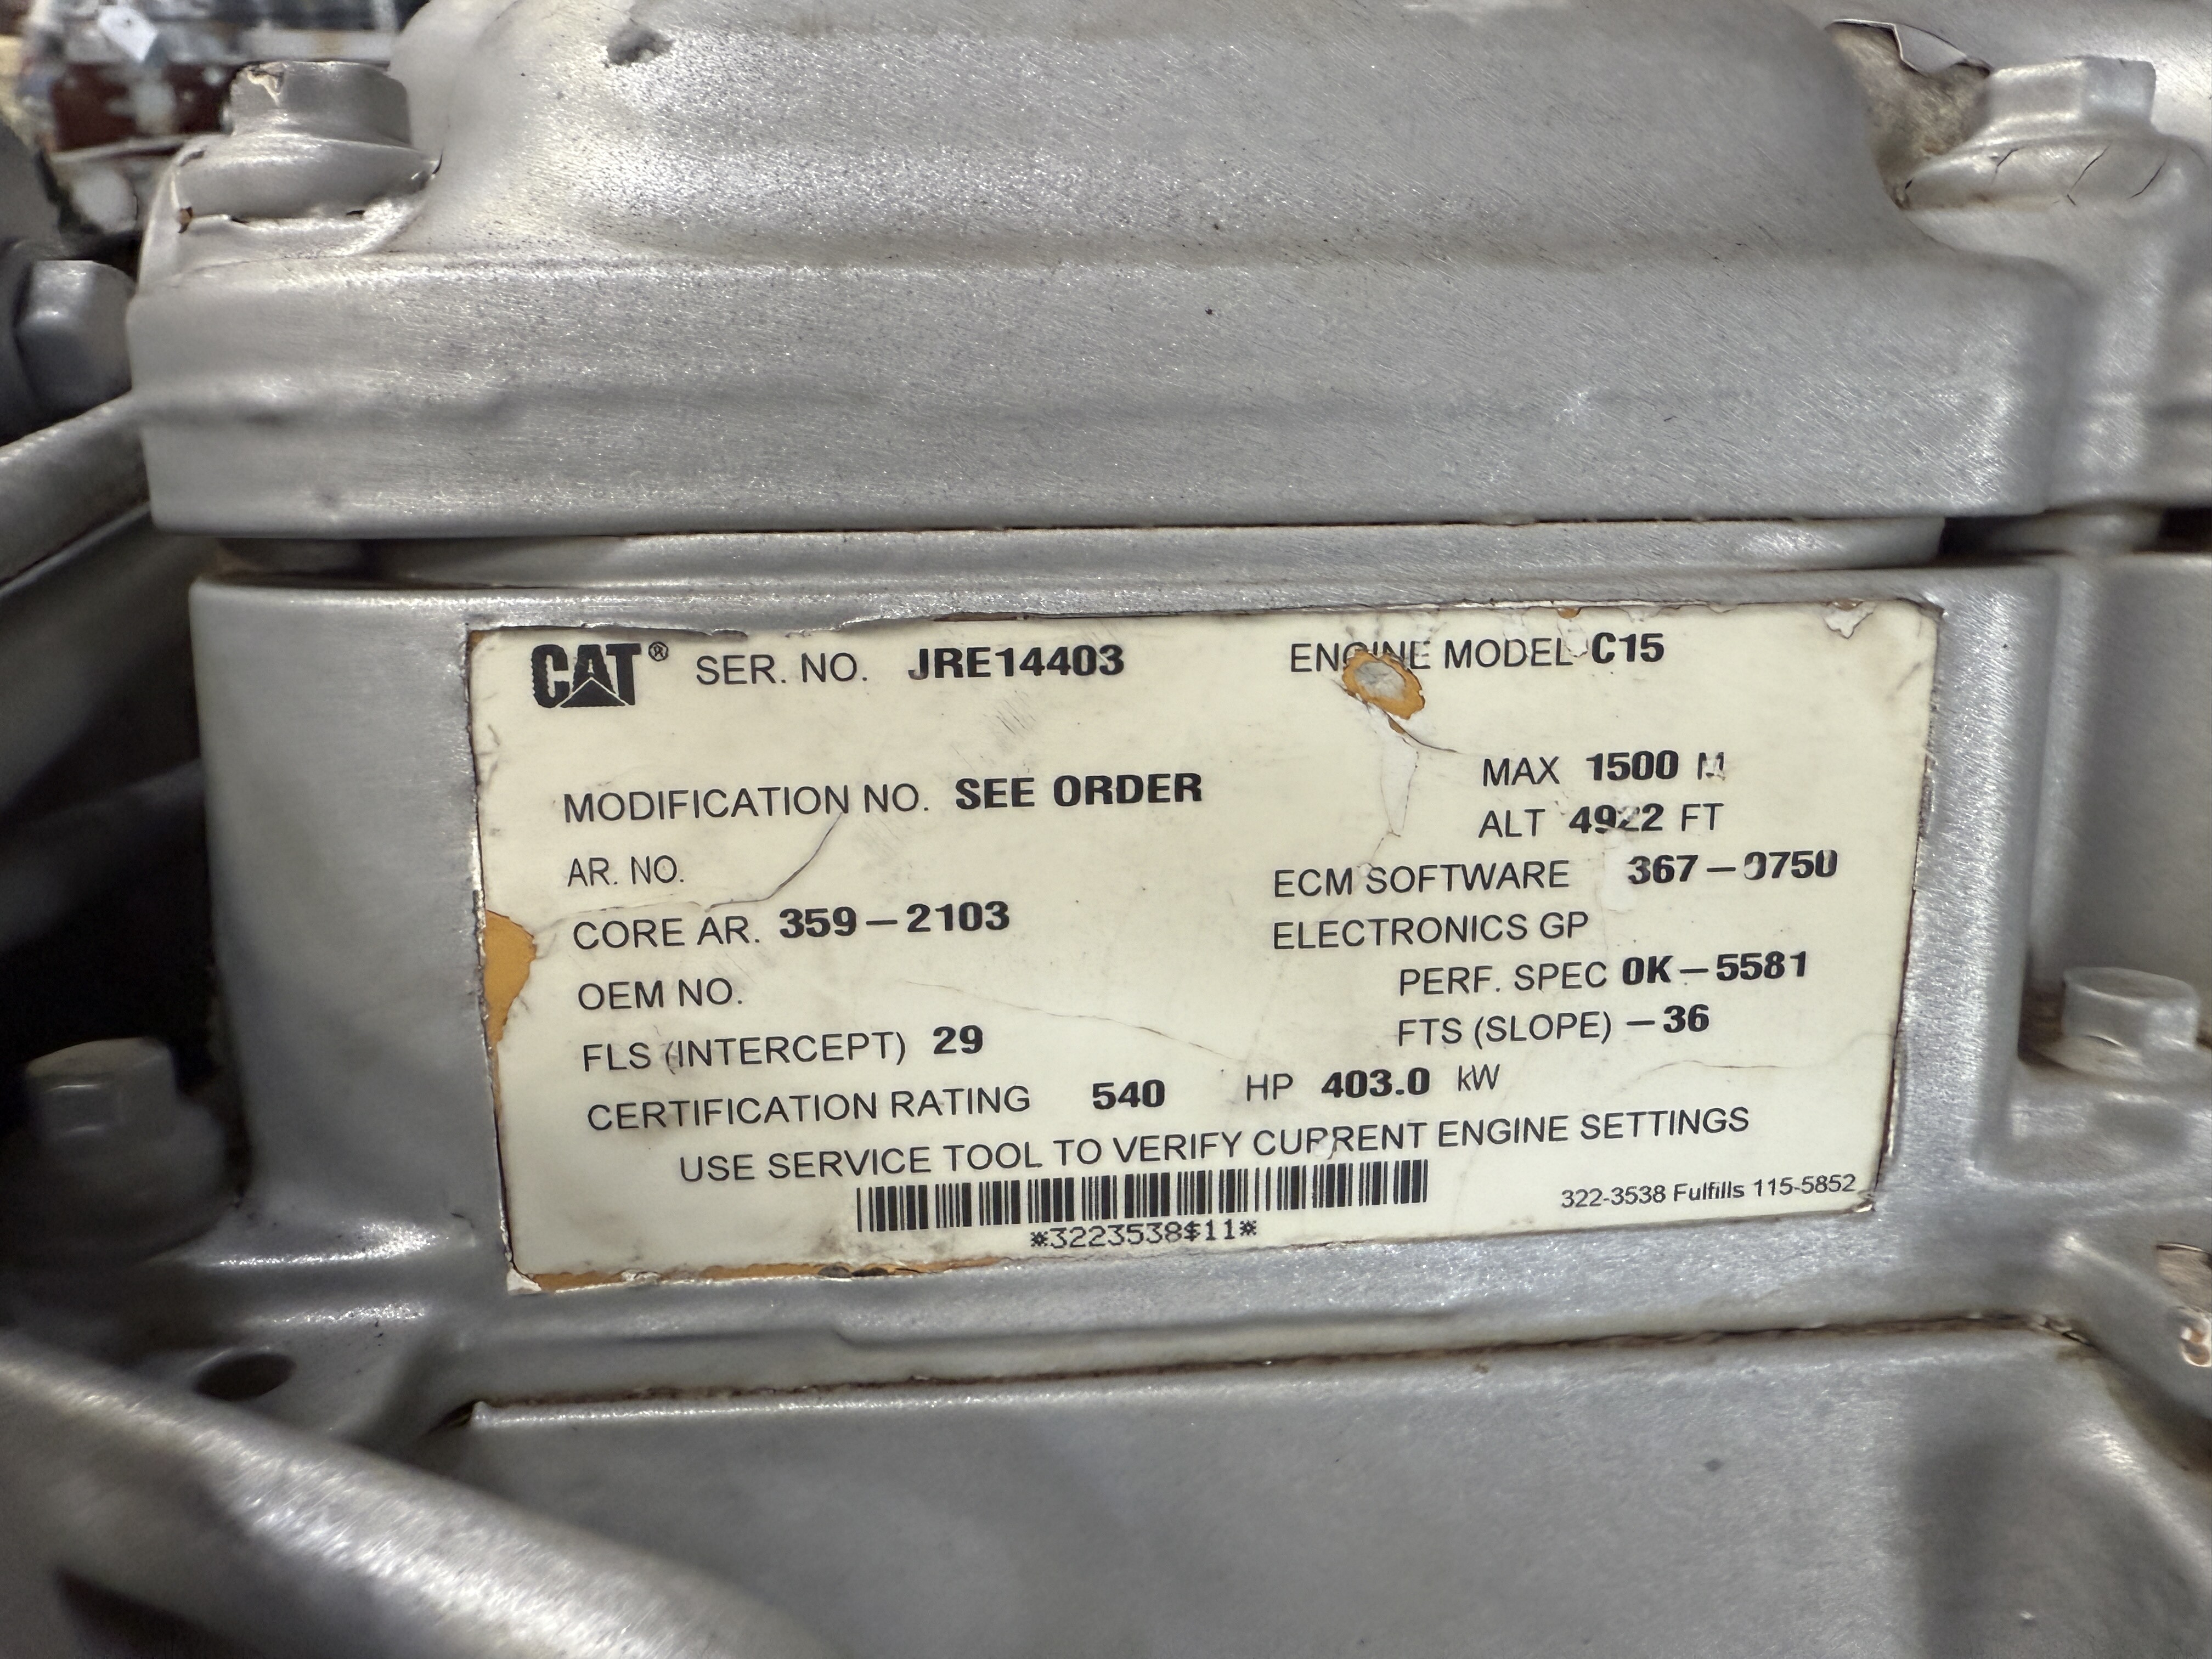 CAT® SER. NO. JRE14403 ENGINE MODEL C15
MODIFICATION NO. SEE ORDER MAX 1500 M
ALT 4922 FT
AR. NO. ECM SOFTWARE 367-0750
CORE AR. 359-2103 ELECTRONICS GP
OEM NO. PERF. SPEC 0K-5581
FLS (INTERCEPT) 29 FTS (SLOPE) -36
CERTIFICATION RATING 540 HP 403.0 kW
USE SERVICE TOOL TO VERIFY CURRENT ENGINE SETTINGS
*3223538$11* 322-3538 Fulfills 115-5852